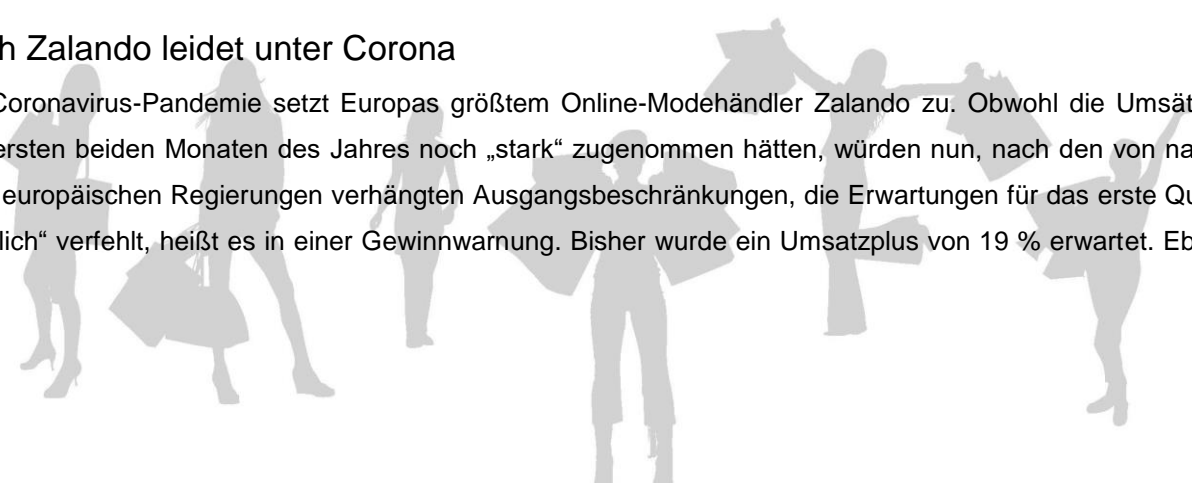 h Zalando leidet unter Corona
Coronavirus-Pandemie setzt Europas größtem Online-Modehändler Zalando zu. Obwohl die Umsät
ersten beiden Monaten des Jahres noch „stark“ zugenommen hätten, würden nun, nach den von na
europäischen Regierungen verhängten Ausgangsbeschränkungen, die Erwartungen für das erste Qu
lich“ verfehlt, heißt es in einer Gewinnwarnung. Bisher wurde ein Umsatzplus von 19 % erwartet. Eb